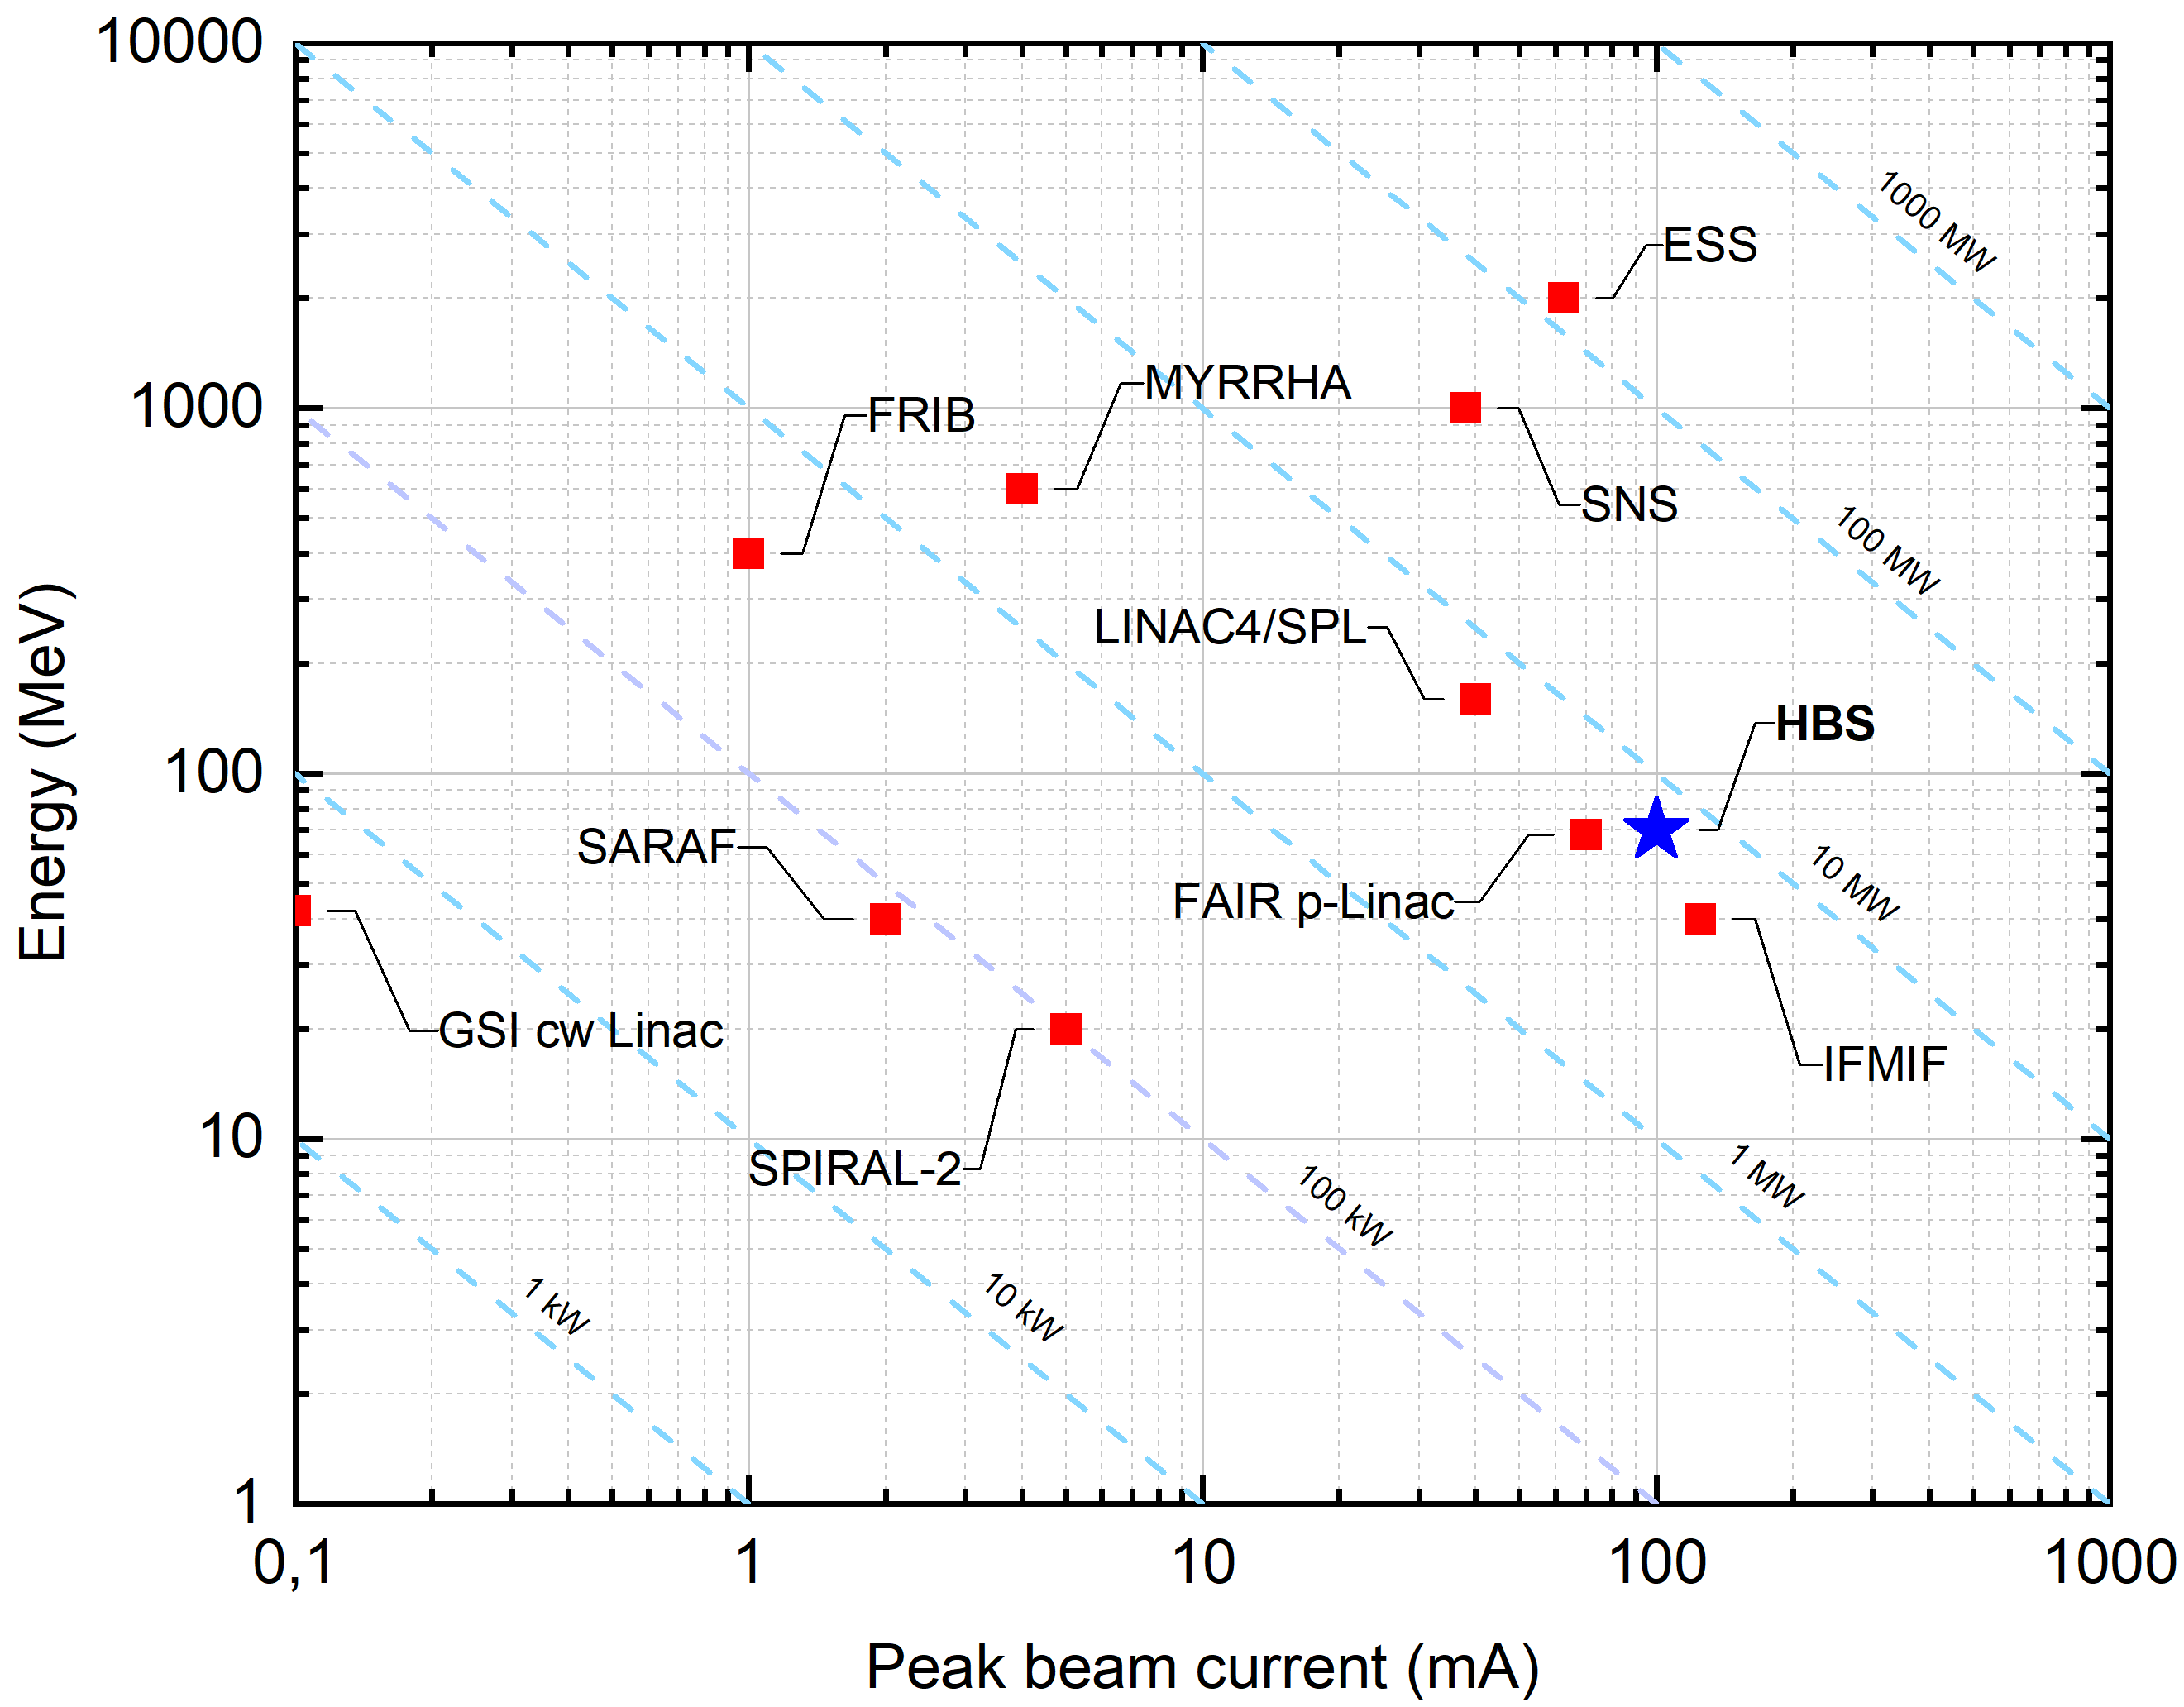 10000
1000
100
10
1
Energy (MeV)
1000 MW
ESS
MYRRHA
FRIB
SNS
100 MW
LINAC4/SPL
HBS
SARAF
10 MW
FAIR p-Linac
GSI cw Linac
IFMIF
SPIRAL-2
1 MW
100 kW
10 kW
1 kW
0,1
1
10
100
1000
Peak beam current (mA)